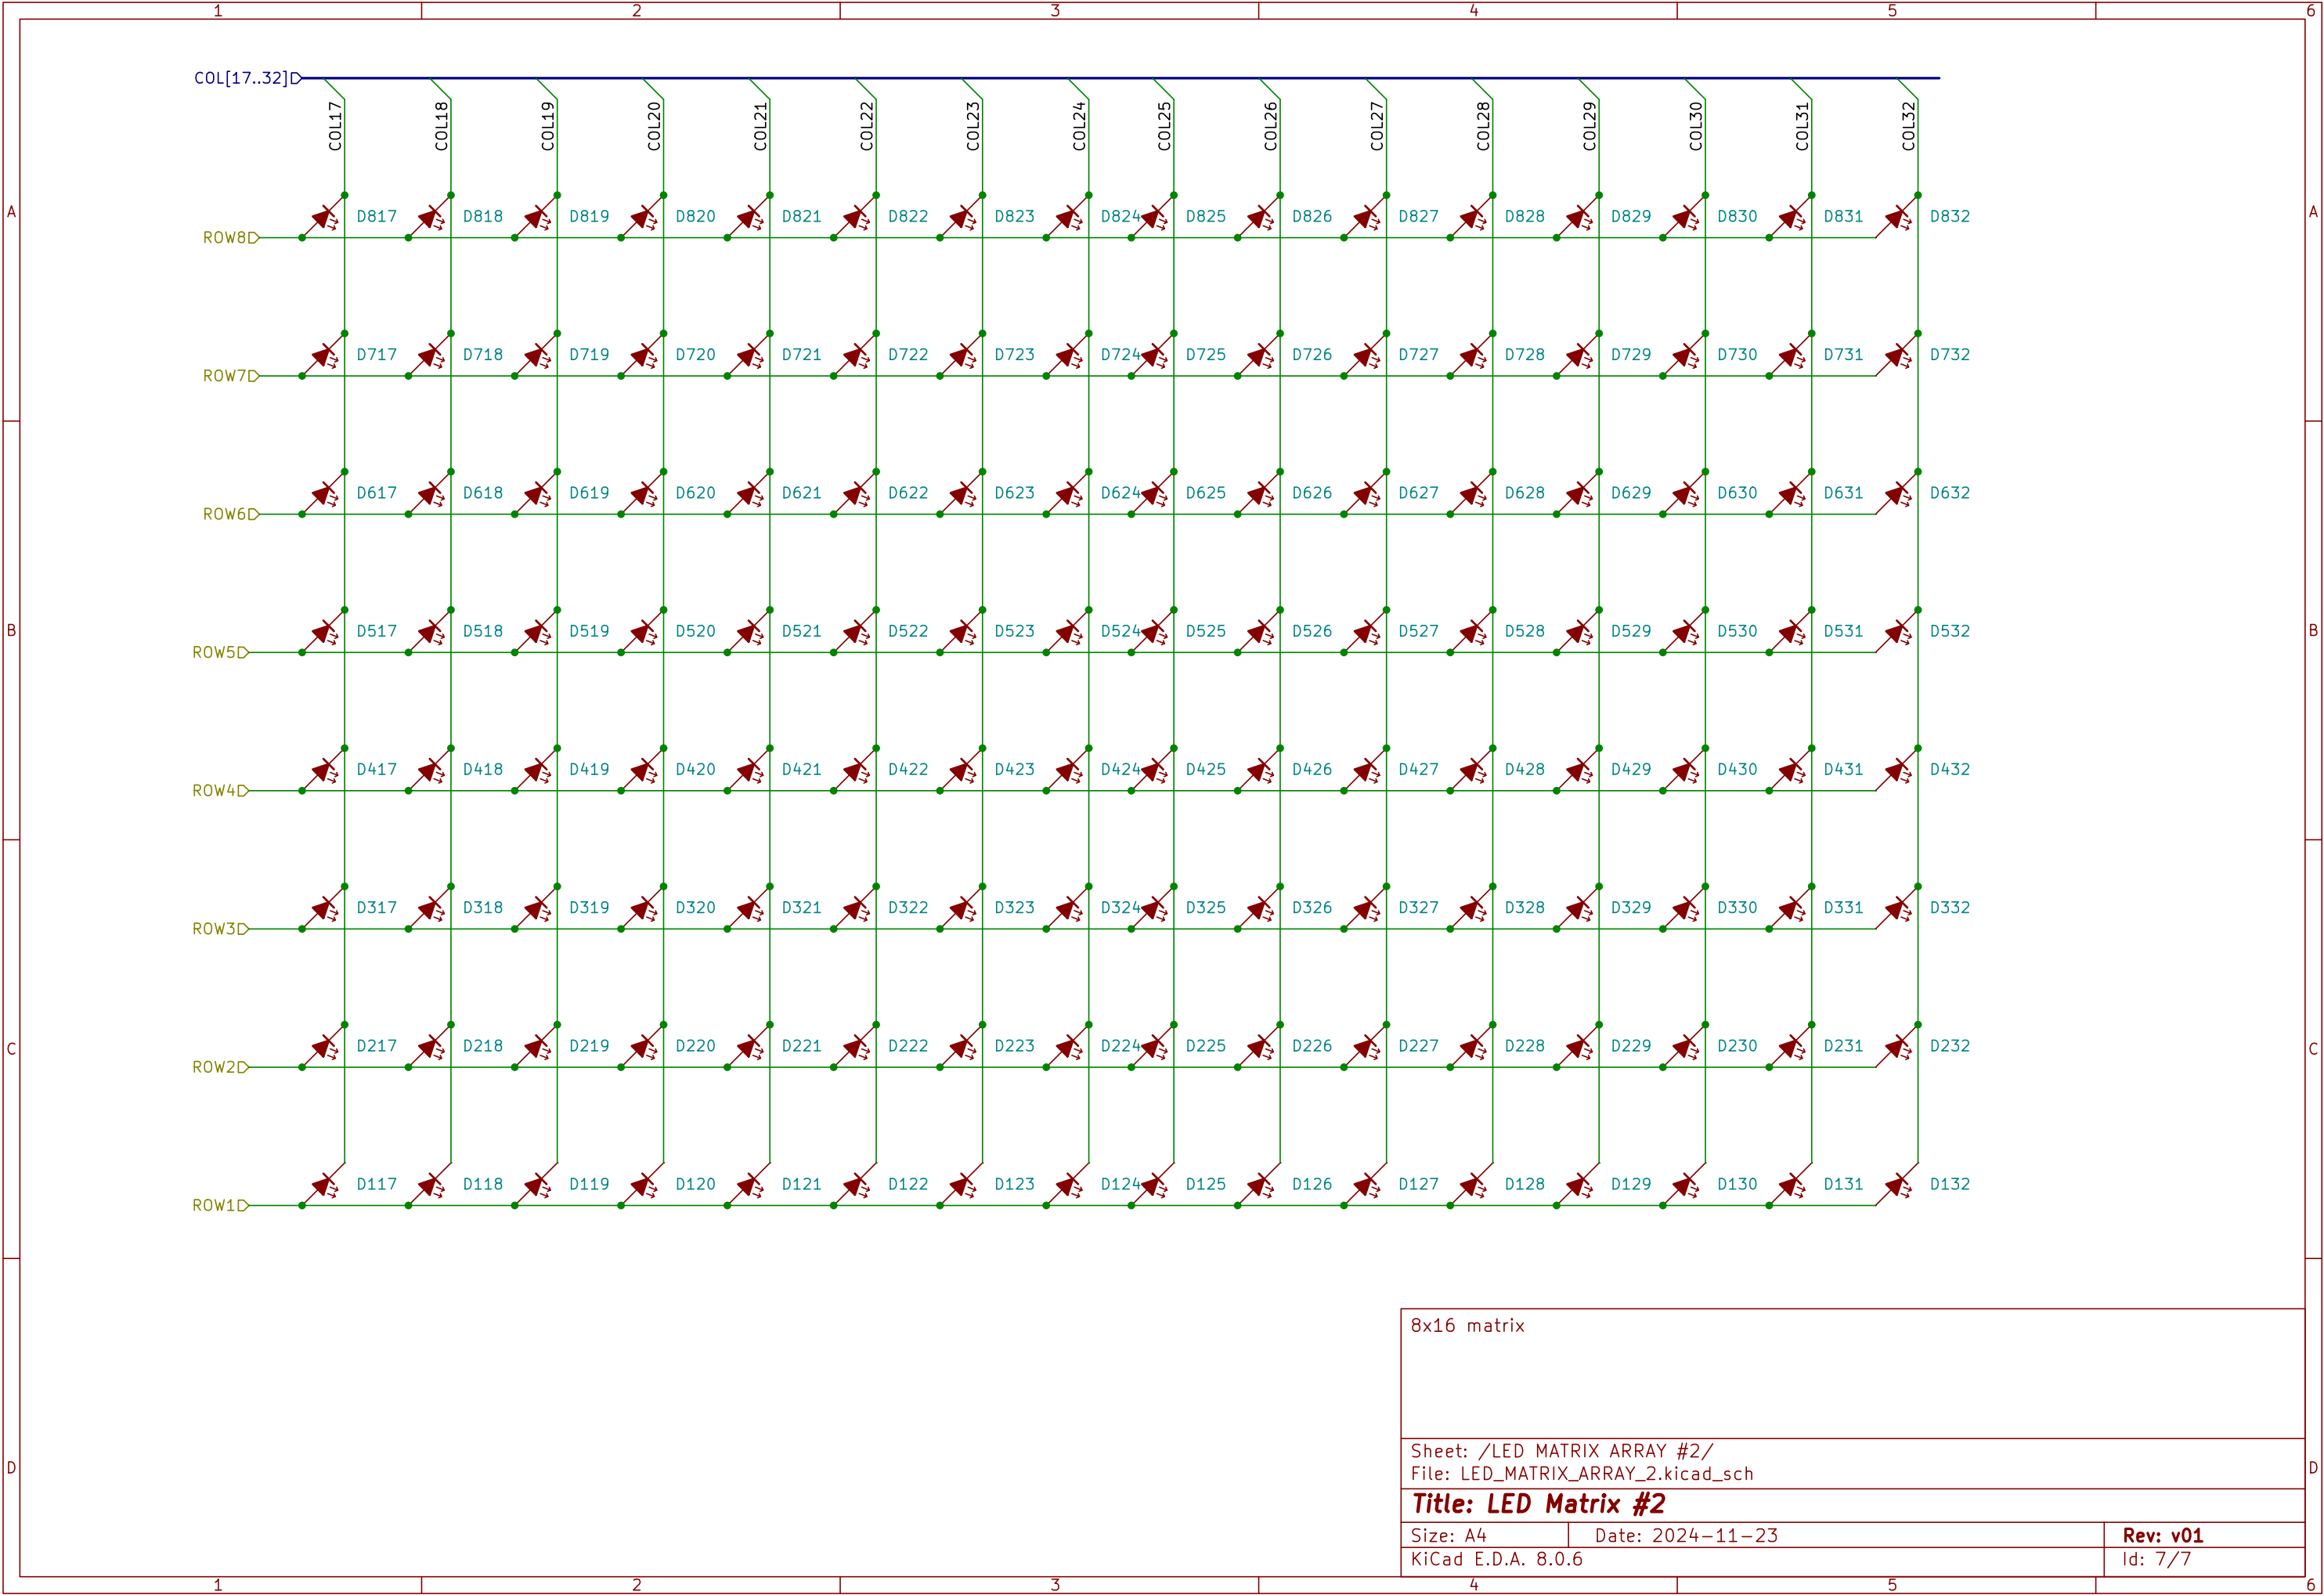 1 2 3 4 5 6
COL[17..32]
COL17 COL18 COL19 COL20 COL21 COL22 COL23 COL24 COL25 COL26 COL27 COL28 COL29 COL30 COL31 COL32
A D817 D818 D819 D820 D821 D822 D823 D824 D825 D826 D827 D828 D829 D830 D831 D832 A
ROW8
D717 D718 D719 D720 D721 D722 D723 D724 D725 D726 D727 D728 D729 D730 D731 D732
ROW7
D617 D618 D619 D620 D621 D622 D623 D624 D625 D626 D627 D628 D629 D630 D631 D632
ROW6
B D517 D518 D519 D520 D521 D522 D523 D524 D525 D526 D527 D528 D529 D530 D531 D532 B
ROW5
D417 D418 D419 D420 D421 D422 D423 D424 D425 D426 D427 D428 D429 D430 D431 D432
ROW4
D317 D318 D319 D320 D321 D322 D323 D324 D325 D326 D327 D328 D329 D330 D331 D332
ROW3
C D217 D218 D219 D220 D221 D222 D223 D224 D225 D226 D227 D228 D229 D230 D231 D232 C
ROW2
D117 D118 D119 D120 D121 D122 D123 D124 D125 D126 D127 D128 D129 D130 D131 D132
ROW1
8x16 matrix
Sheet: /LED MATRIX ARRAY #2/
D D
File: LED_MATRIX_ARRAY_2.kicad_sch
Title: LED Matrix #2
Size: A4 Date: 2024-11-23 Rev: v01
KiCad E.D.A. 8.0.6 Id: 7/7
1 2 3 4 5 6